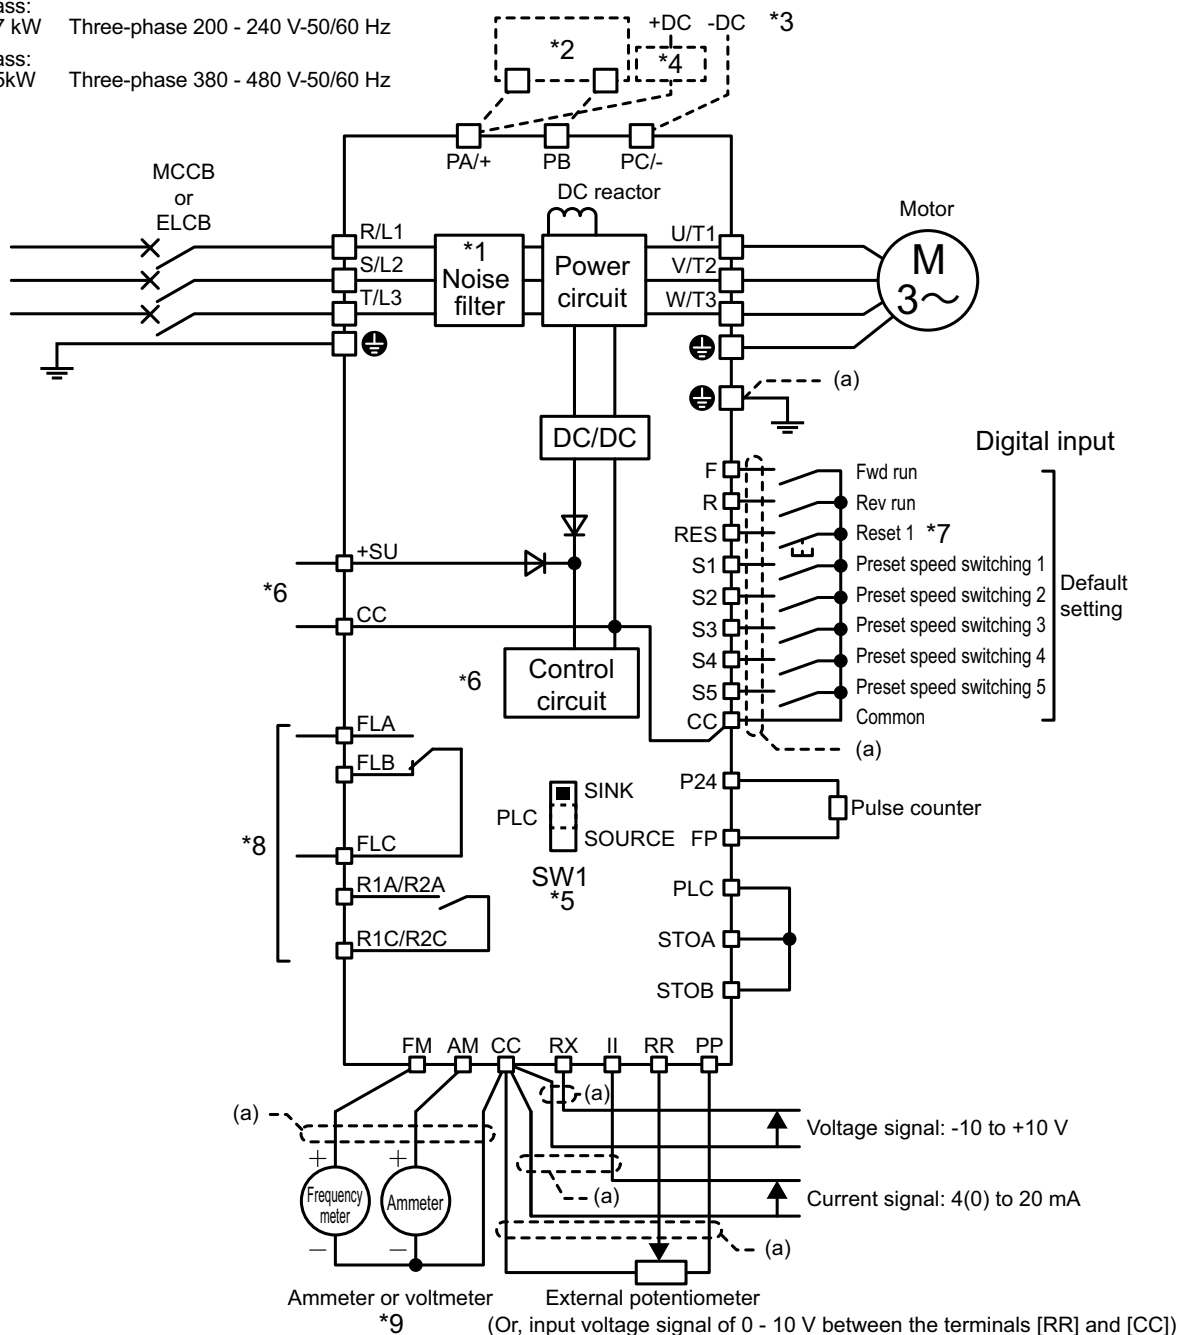 ass:
7 kW Three-phase 200 - 240 V-50/60 Hz
ass:
5kW Three-phase 380 - 480 V-50/60 Hz
+DC -DC *3
*2
*4
PA/+ PB PC/-
DC reactor
MCCB
or
ELCB
Motor
R/L1
S/L2
T/L3
*1
Noise
filter
Power
circuit
U/T1
V/T2
W/T3
M
3～
(a)
DC/DC
Digital input
F Fwd run
R Rev run
RES Reset 1 *7
S1 Preset speed switching 1
S2 Preset speed switching 2
S3 Preset speed switching 3
S4 Preset speed switching 4
S5 Preset speed switching 5
CC Common
Default
setting
(a)
+SU
*6
CC
*6
Control
circuit
FLA
FLB
*8
FLC
R1A/R2A
R1C/R2C
SINK
PLC
SOURCE
SW1
*5
P24
Pulse counter
FP
PLC
STOA
STOB
FM AM CC RX II RR PP
(a)
(a)
Voltage signal: -10 to +10 V
(a)
Current signal: 4(0) to 20 mA
(a)
+ +
Frequency
meter
Ammeter
− −
Ammeter or voltmeter
*9
External potentiometer
(Or, input voltage signal of 0 - 10 V between the terminals [RR] and [CC])